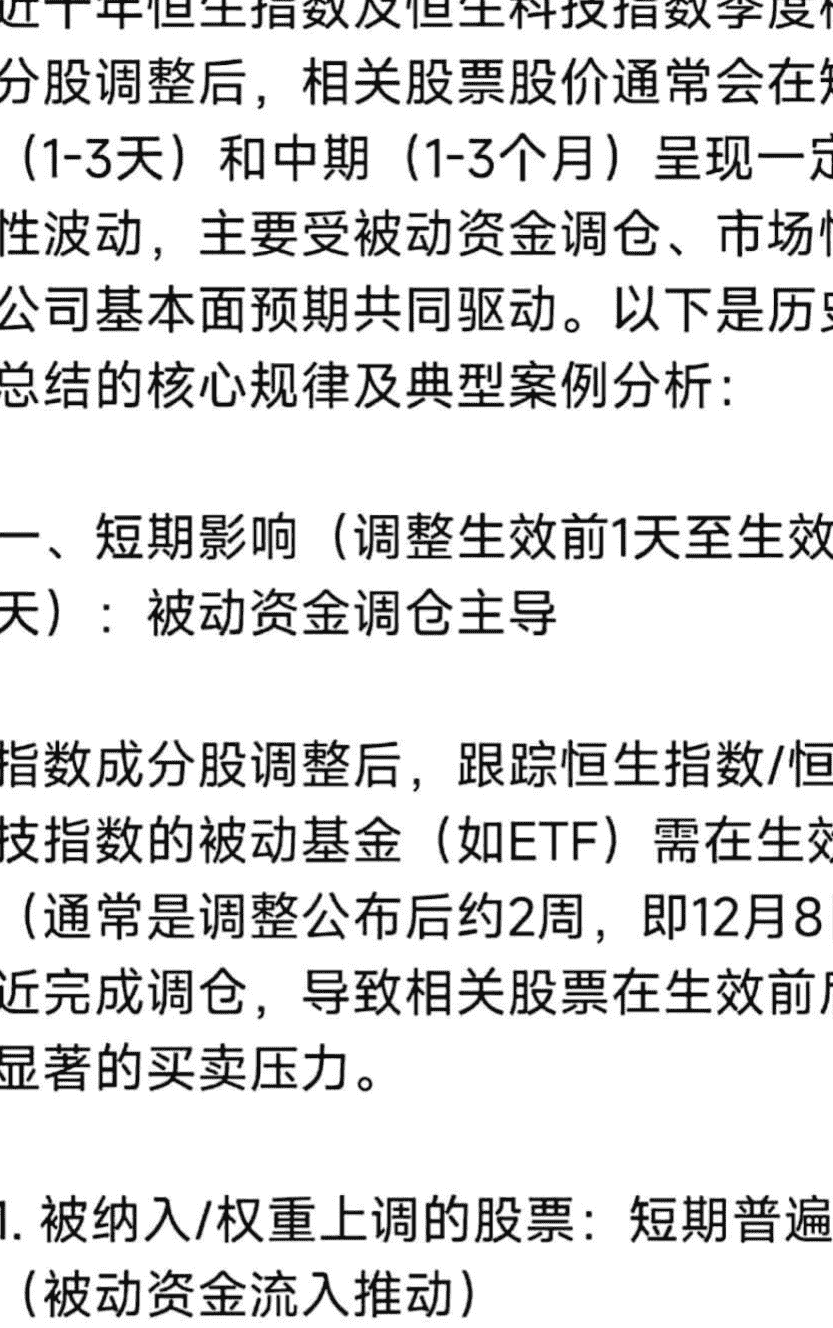 近十年恒生指数及恒生科技指数季度
分股调整后，相关股票股价通常会在
（1-3天）和中期（1-3个月）呈现一定
性波动，主要受被动资金调仓、市场
公司基本面预期共同驱动。以下是历史
总结的核心规律及典型案例分析：
一、短期影响（调整生效前1天至生效
天）：被动资金调仓主导
指数成分股调整后，跟踪恒生指数/恒
技指数的被动基金（如ETF）需在生效
（通常是调整公布后约2周，即12月8
近完成调仓，导致相关股票在生效前
显著的买卖压力。
1. 被纳入/权重上调的股票：短期普遍
（被动资金流入推动）